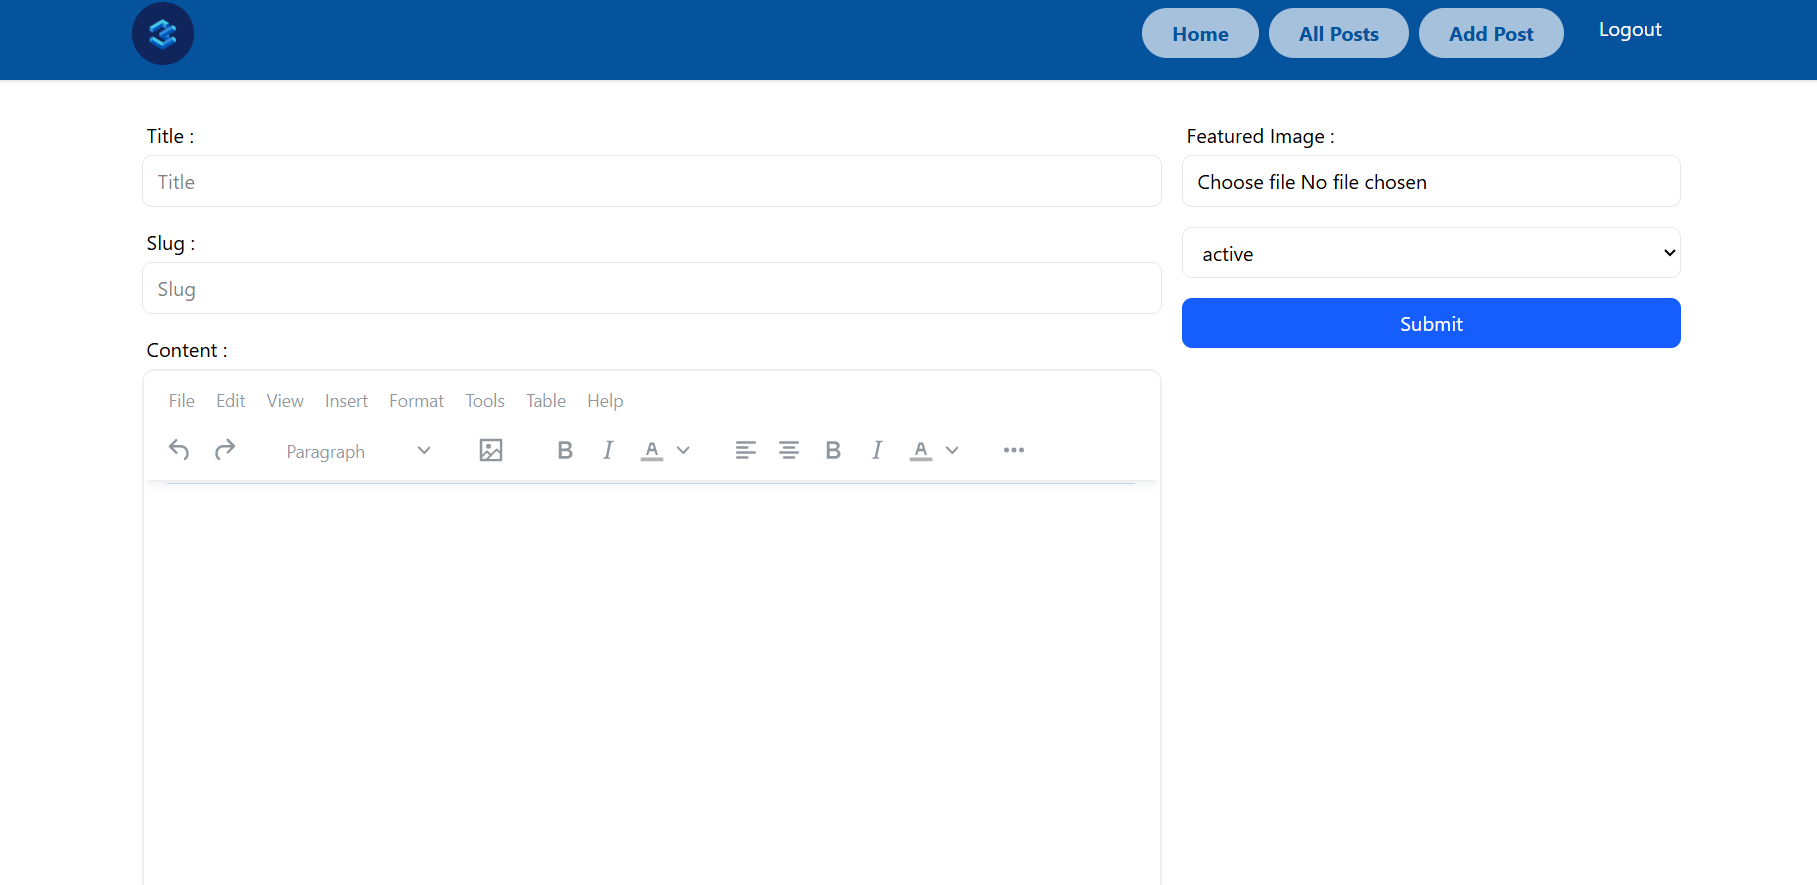 Home All Posts Add Post Logout
Title :
Title
Slug :
Slug
Content :
File Edit View Insert Format Tools Table Help
Paragraph B I A B I A
Featured Image :
Choose file No file chosen
active
Submit